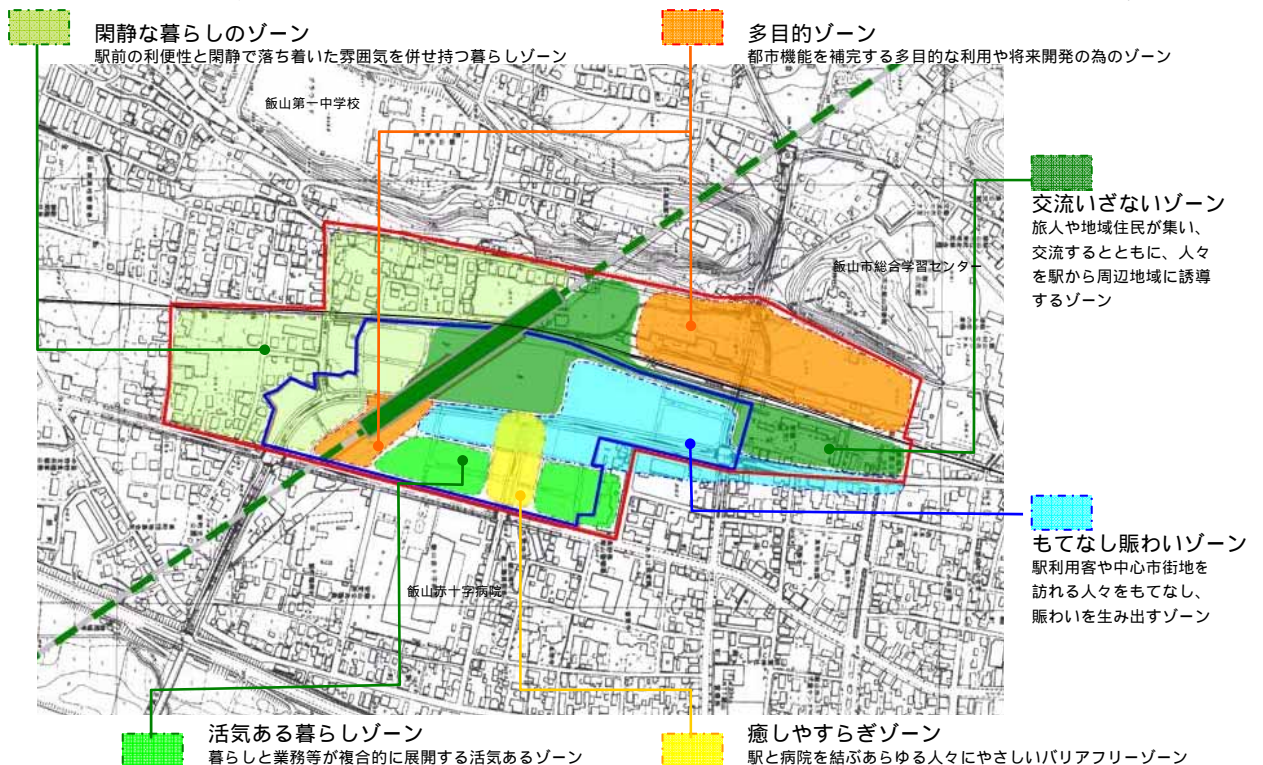 閑静な暮らしのゾーン
駅前の利便性と閑静で落ち着いた雰囲気を併せ持つ暮らしゾーン
多目的ゾーン
都市機能を補完する多目的な利用や将来開発の為のゾーン
飯山第一中学校
飯山市総合学習センター
交流いざないゾーン
旅人や地域住民が集い、
交流するとともに、人々
を駅から周辺地域に誘導
するゾーン
もてなし賑わいゾーン
駅利用客や中心市街地を
訪れる人々をもてなし、
賑わいを生み出すゾーン
飯山赤十字病院
活気ある暮らしゾーン
暮らしと業務等が複合的に展開する活気あるゾーン
癒しやすらぎゾーン
駅と病院を結ぶあらゆる人々にやさしいバリアフリーゾーン